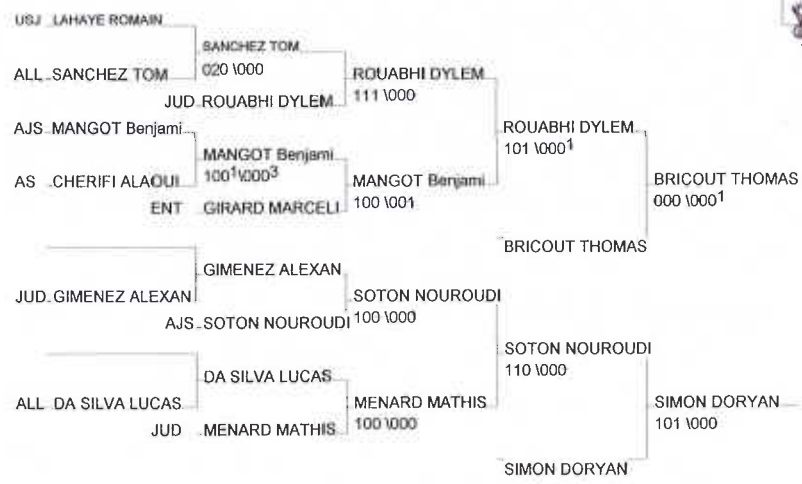 USJ LAHAYE ROMAIN
SANCHEZ TOM
020 \000
ALL SANCHEZ TOM
ROUABHI DYLEM
111 \000
JUD ROUABHI DYLEM
AJS MANGOT Benjami
ROUABHI DYLEM
101 \000¹
MANGOT Benjami
100¹\000³
AS CHERIFI ALAOUI
MANGOT Benjami
100 \001
BRICOUT THOMAS
000 \000¹
ENT GIRARD MARCELI
BRICOUT THOMAS
GIMENEZ ALEXAN
JUD GIMENEZ ALEXAN
SOTON NOUROUDI
100 \000
AJS SOTON NOUROUDI
SOTON NOUROUDI
110 \000
DA SILVA LUCAS
ALL DA SILVA LUCAS
MENARD MATHIS
100 \000
SIMON DORYAN
101 \000
JUD MENARD MATHIS
SIMON DORYAN